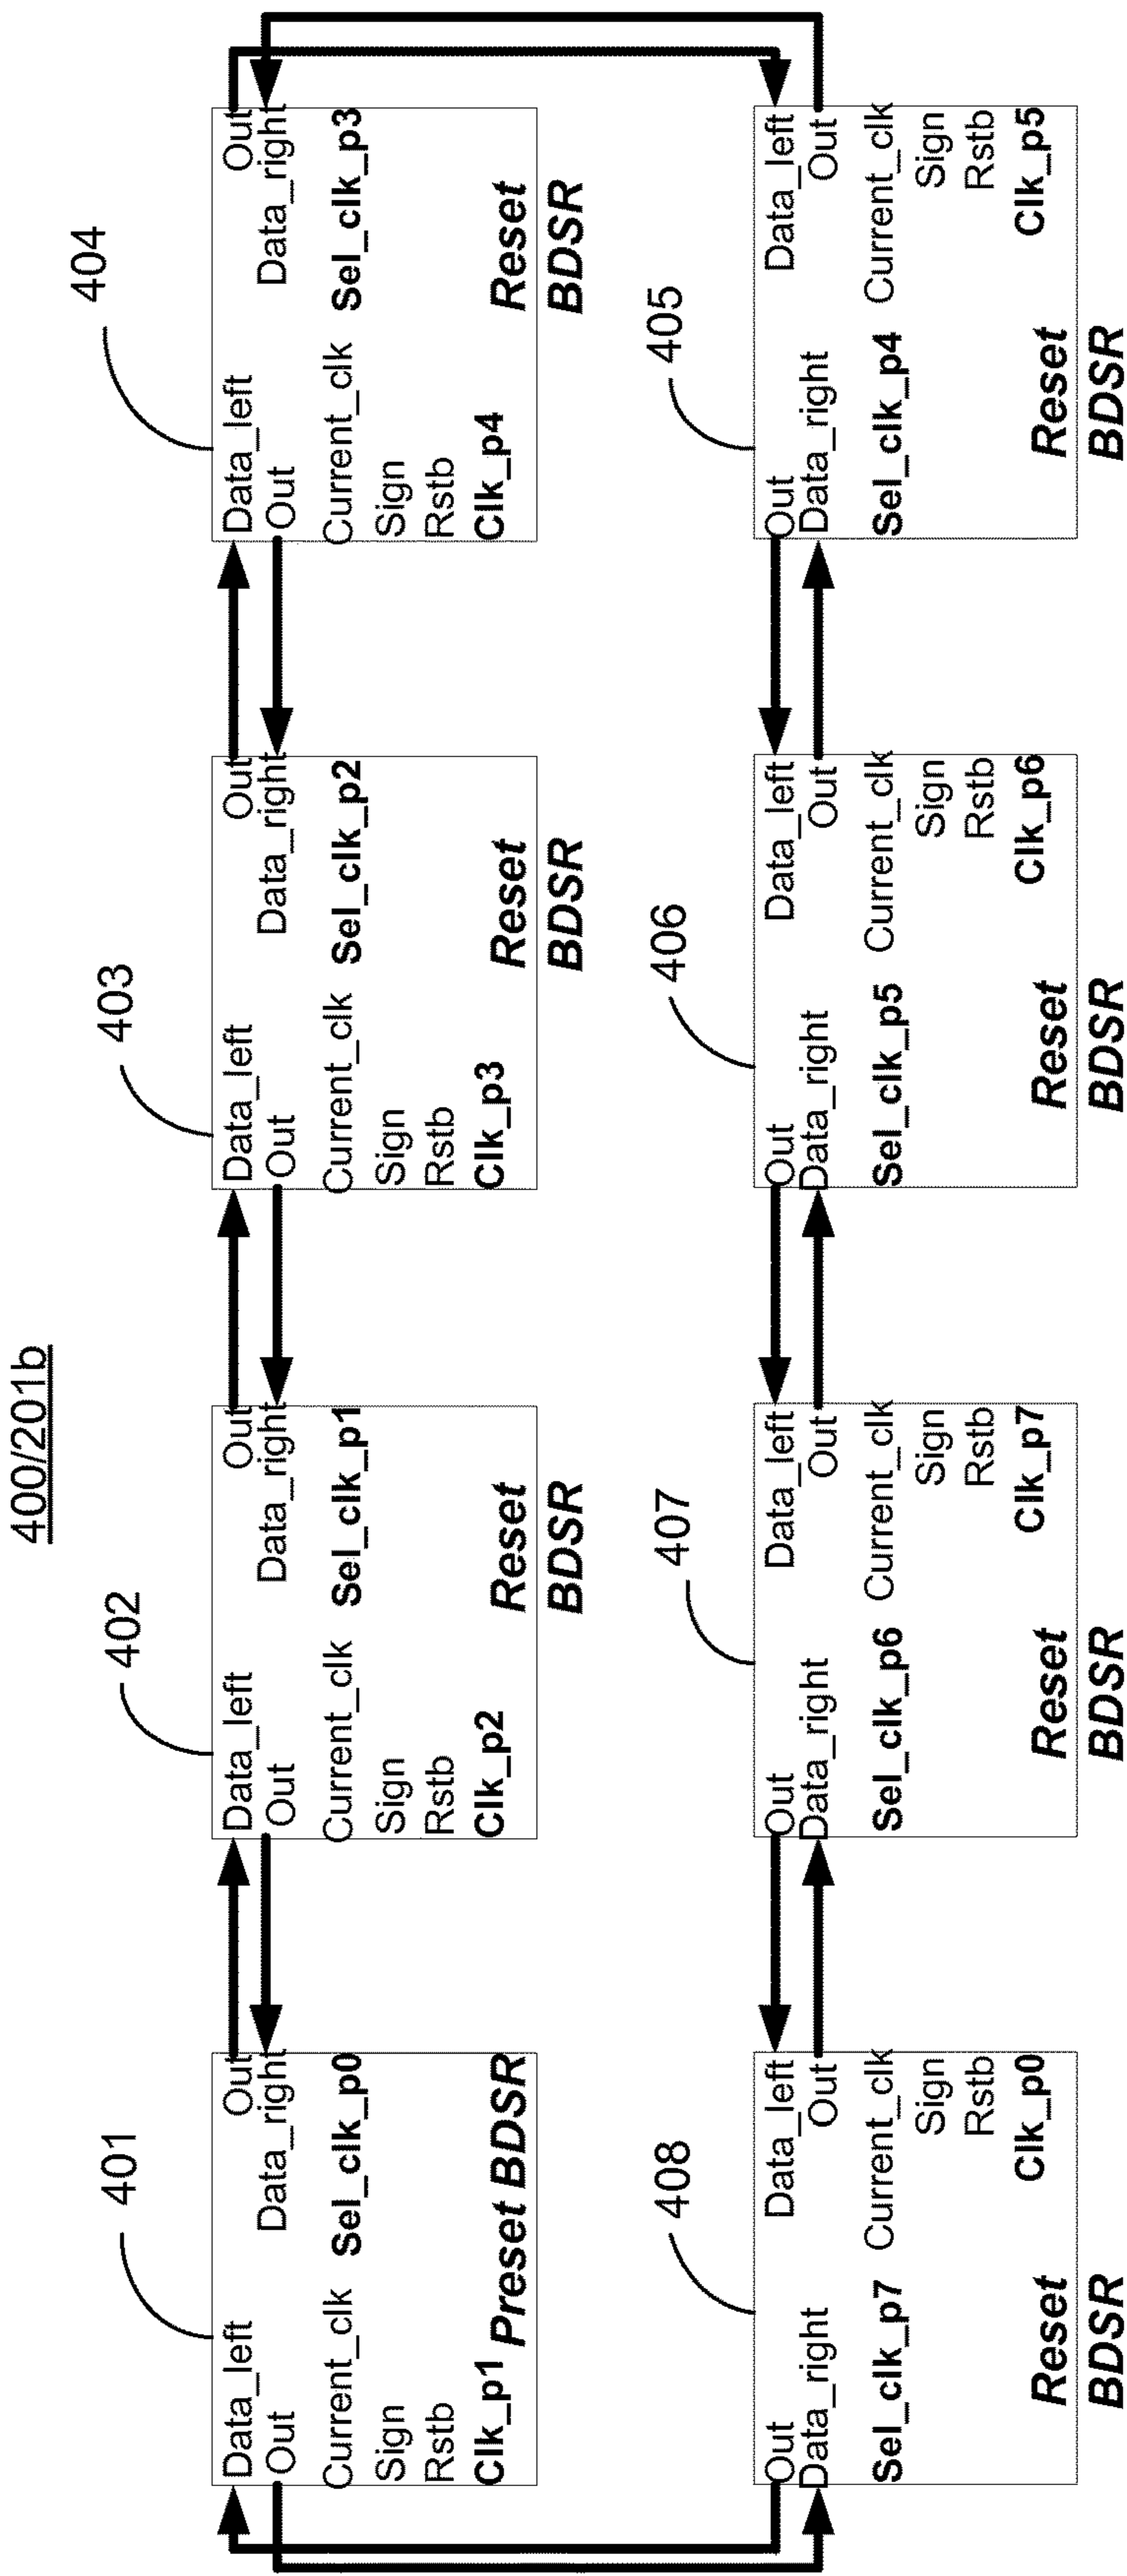 400/201b
401
Data_left
Out
Out
Data_right
Current_clk
Sel_clk_p0
Sign
Rstb
Clk_p1
Preset BDSR
402
Data_left
Out
Out
Data_right
Current_clk
Sel_clk_p1
Sign
Rstb
Clk_p2
Reset
BDSR
403
Data_left
Out
Out
Data_right
Current_clk
Sel_clk_p2
Sign
Rstb
Clk_p3
Reset
BDSR
404
Data_left
Out
Out
Data_right
Current_clk
Sel_clk_p3
Sign
Rstb
Clk_p4
Reset
BDSR
408
Out
Data_left
Data_right
Out
Sel_clk_p7
Current_clk
Sign
Rstb
Clk_p0
Reset
BDSR
407
Out
Data_left
Data_right
Out
Sel_clk_p6
Current_clk
Sign
Rstb
Clk_p7
Reset
BDSR
406
Out
Data_left
Data_right
Out
Sel_clk_p5
Current_clk
Sign
Rstb
Clk_p6
Reset
BDSR
405
Out
Data_left
Data_right
Out
Sel_clk_p4
Current_clk
Sign
Rstb
Clk_p5
Reset
BDSR